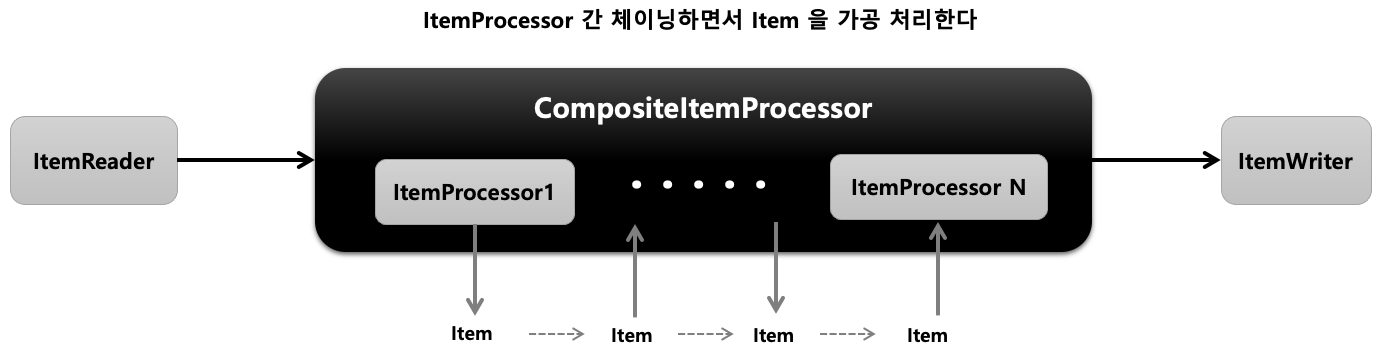 ItemProcessor 간 체이닝하면서 Item 을 가공 처리한다
CompositeItemProcessor
ItemReader
ItemProcessor1
ItemProcessor N
ItemWriter
Item
Item
Item
Item